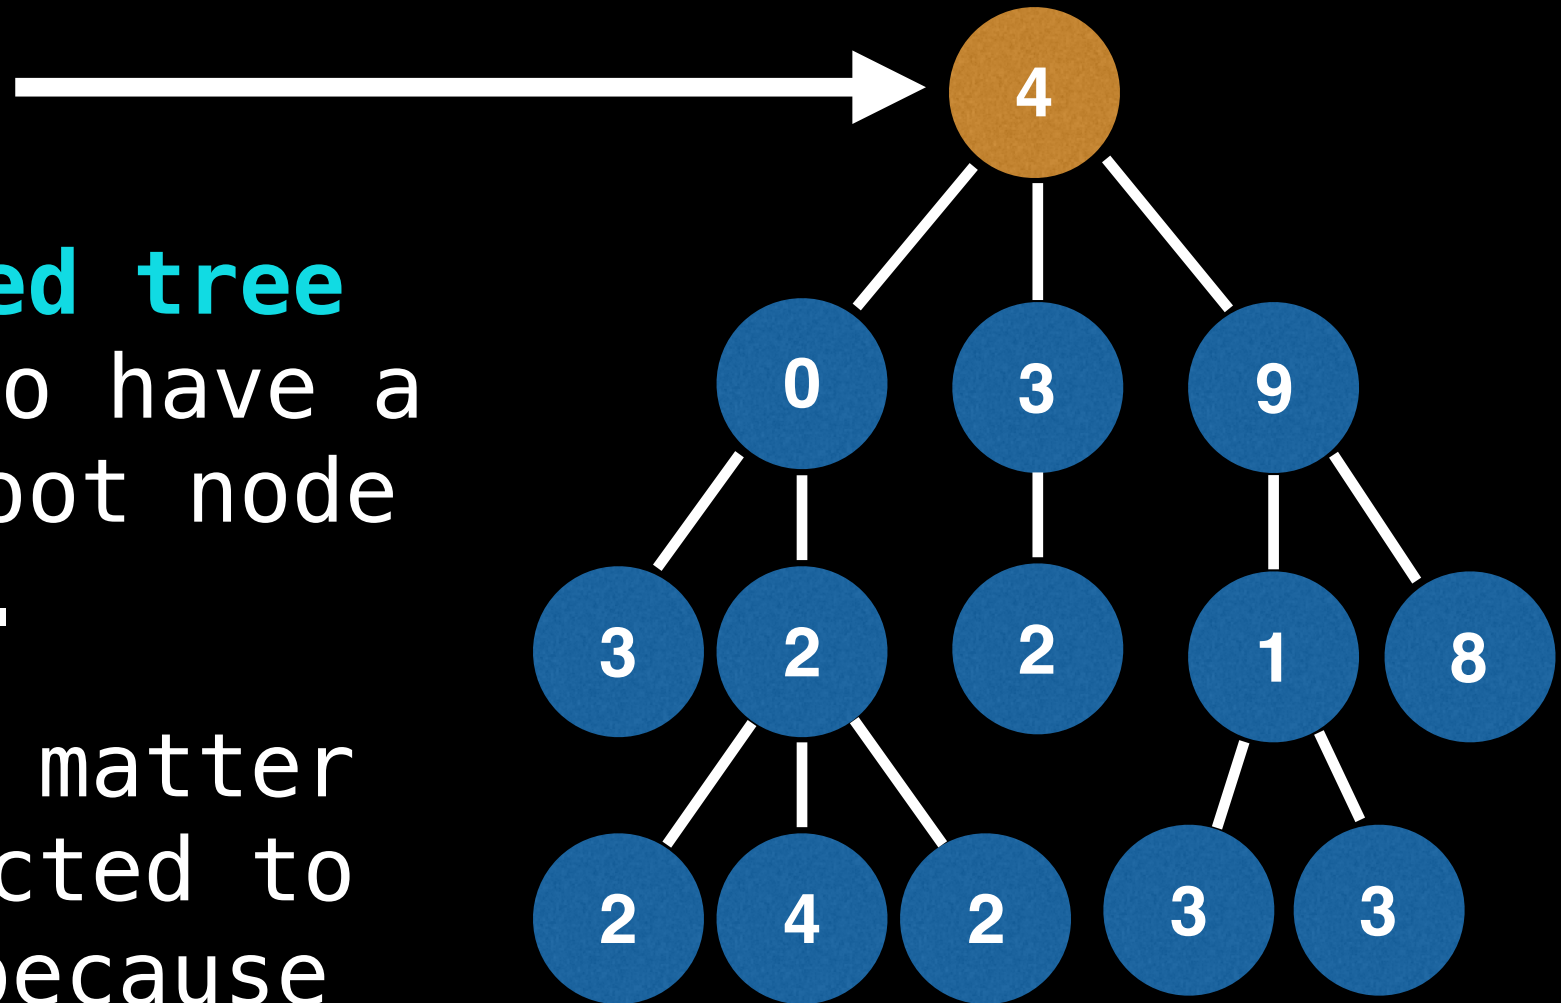 ed tree
o have a
oot node
.
matter
cted to
because
4
0 3 9
3 2 2 1 8
2 4 2 3 3